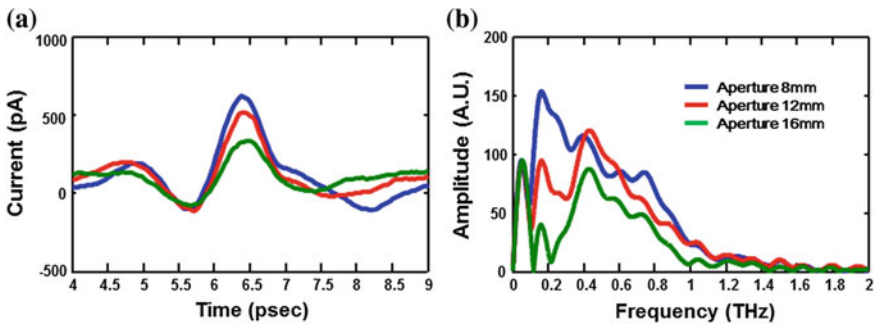 (a)
1000
500
0
-500
Current (pA)
4 4.5 5 5.5 6 6.5 7 7.5 8 8.5 9
Time (psec)
(b)
200
150
100
50
0
Amplitude (A.U.)
Aperture 8mm
Aperture 12mm
Aperture 16mm
0 0.2 0.4 0.6 0.8 1 1.2 1.4 1.6 1.8 2
Frequency (THz)